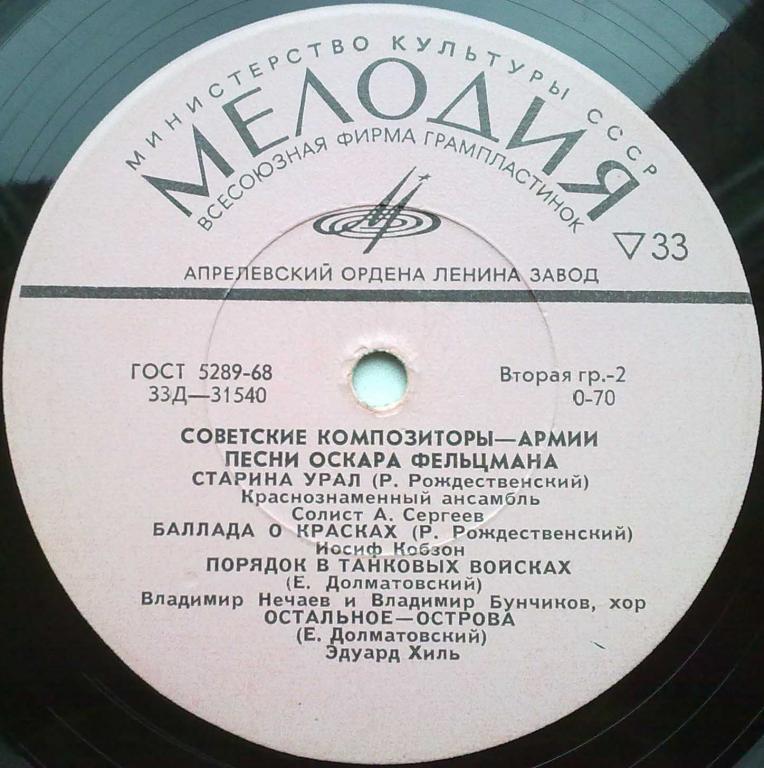 МИНИСТЕРСТВО КУЛЬТУРЫ СССР
МЕЛОДИЯ
ВСЕСОЮЗНАЯ ФИРМА ГРАМПЛАСТИНОК
▽33
АПРЕЛЕВСКИЙ ОРДЕНА ЛЕНИНА ЗАВОД
ГОСТ 5289-68 Вторая гр.-2
33Д—31540 0-70
СОВЕТСКИЕ КОМПОЗИТОРЫ—АРМИИ
ПЕСНИ ОСКАРА ФЕЛЬЦМАНА
СТАРИНА УРАЛ (Р. Рождественский)
Краснознаменный ансамбль
Солист А. Сергеев
БАЛЛАДА О КРАСКАХ (Р. Рождественский)
Иосиф Кобзон
ПОРЯДОК В ТАНКОВЫХ ВОЙСКАХ
(Е. Долматовский)
Владимир Нечаев и Владимир Бунчиков, хор
ОСТАЛЬНОЕ—ОСТРОВА
(Е. Долматовский)
Эдуард Хиль